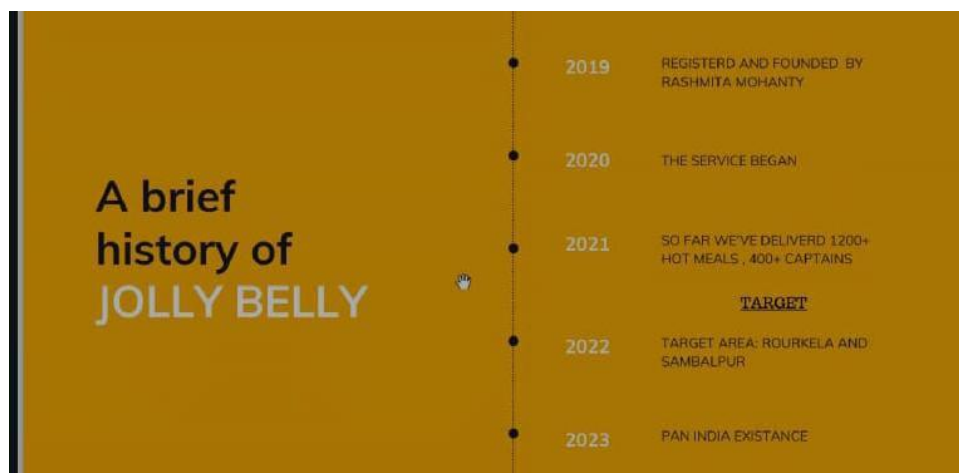 A brief
history of
JOLLY BELLY
2019
REGISTERD AND FOUNDED BY
RASHMITA MOHANTY
2020
THE SERVICE BEGAN
2021
SO FAR WE'VE DELIVERD 1200+
HOT MEALS , 400+ CAPTAINS
TARGET
2022
TARGET AREA: ROURKELA AND
SAMBALPUR
2023
PAN INDIA EXISTANCE